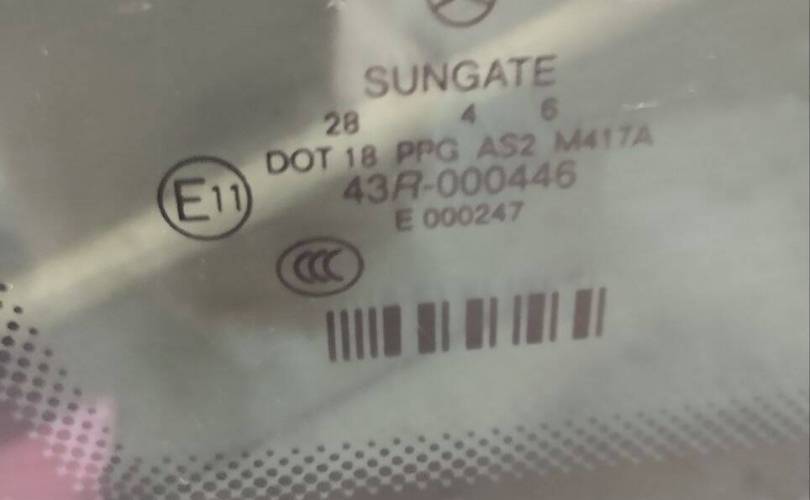 SUNGATE
28 4 6
DOT 18 PPG AS2 M417A
E11 43R-000446
E 000247
CCC